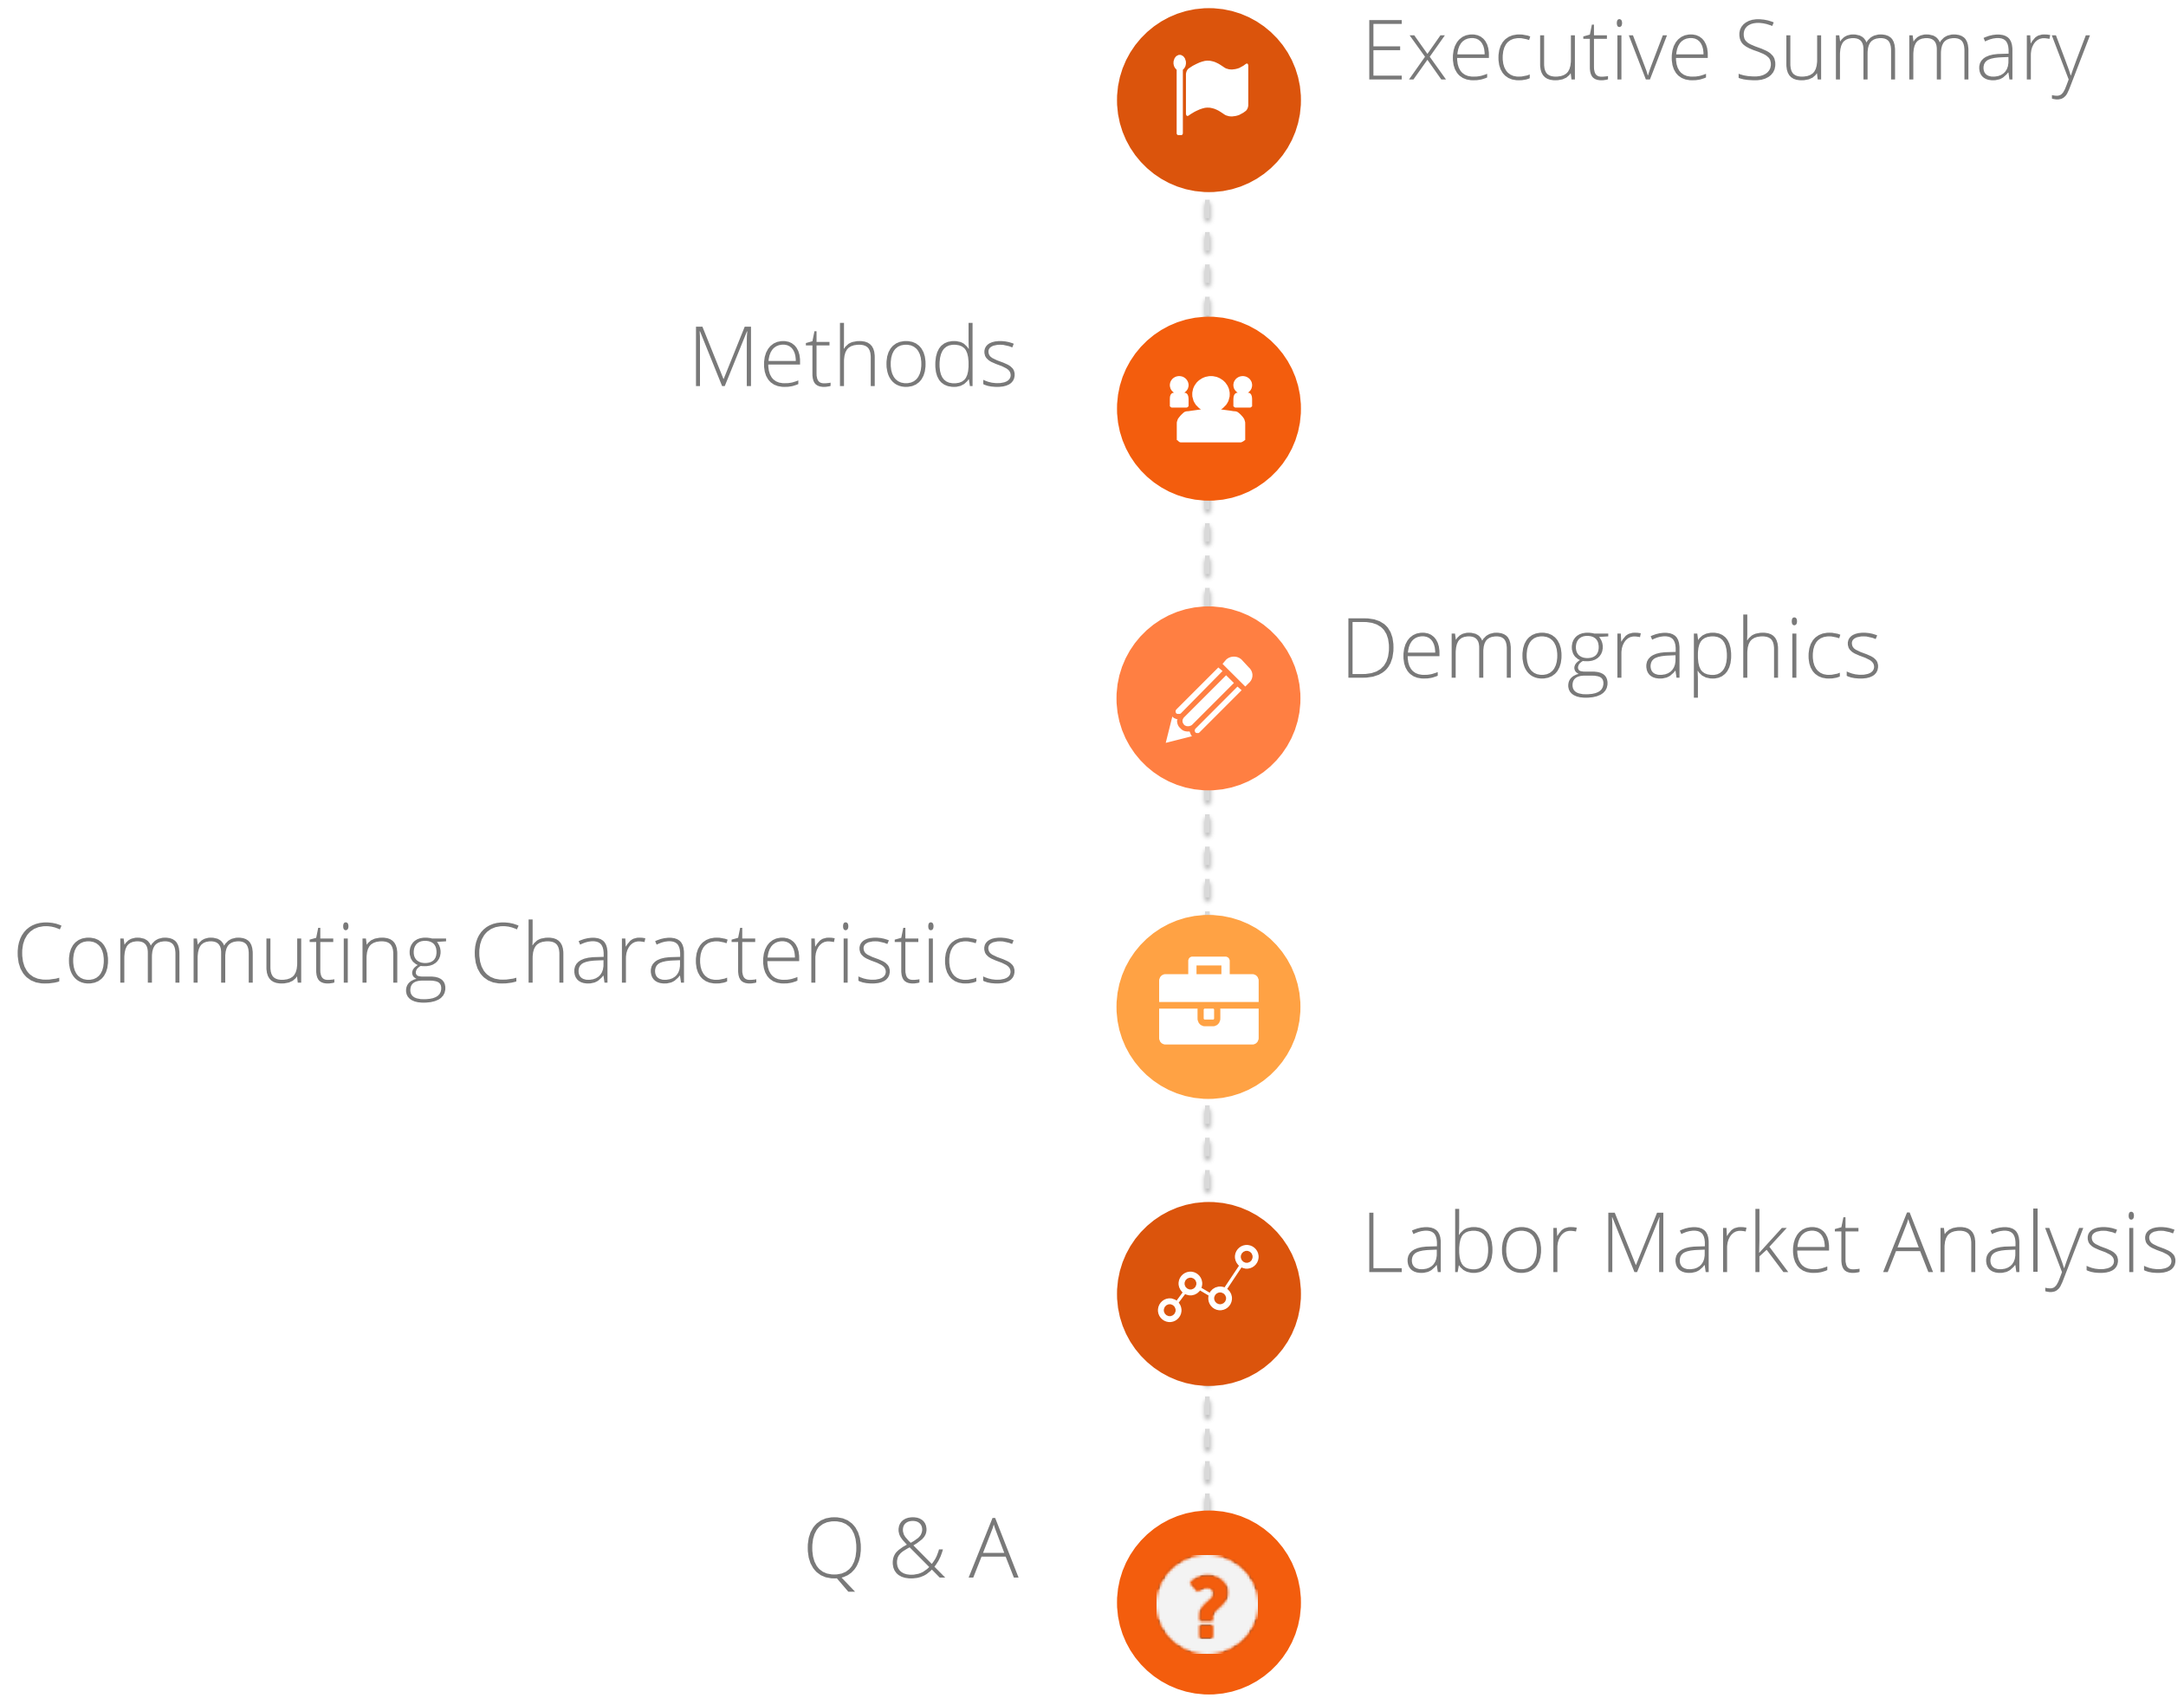 Executive Summary
Methods
Demographics
Commuting Characteristics
Labor Market Analysis
Q & A